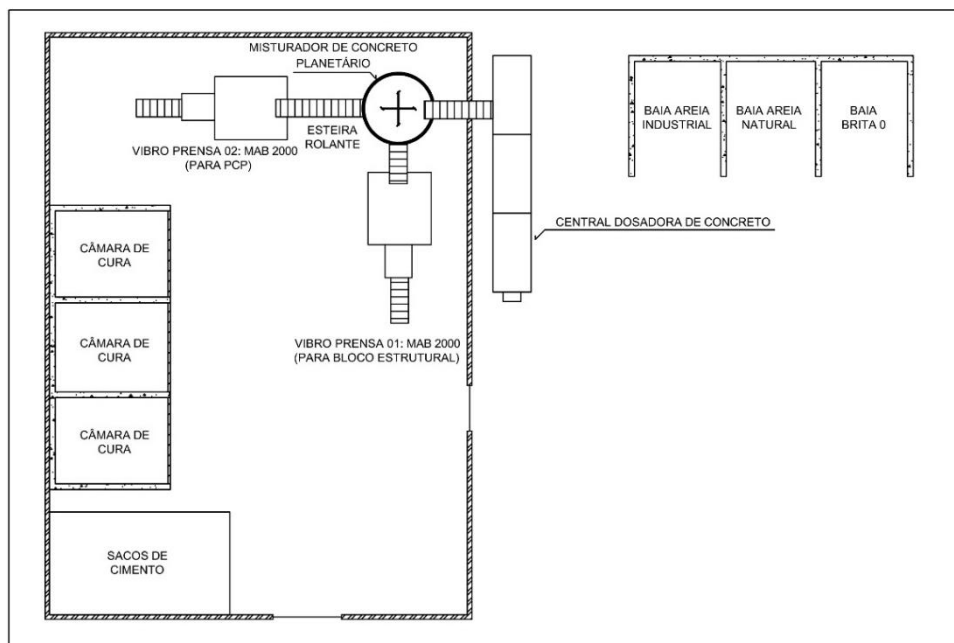 MISTURADOR DE CONCRETO
PLANETÁRIO
ESTEIRA
ROLANTE
VIBRO PRENSA 02: MAB 2000
(PARA PCP)
BAIA AREIA
INDUSTRIAL
BAIA AREIA
NATURAL
BAIA
BRITA 0
CENTRAL DOSADORA DE CONCRETO
CÂMARA DE
CURA
CÂMARA DE
CURA
CÂMARA DE
CURA
VIBRO PRENSA 01: MAB 2000
(PARA BLOCO ESTRUTURAL)
SACOS DE
CIMENTO